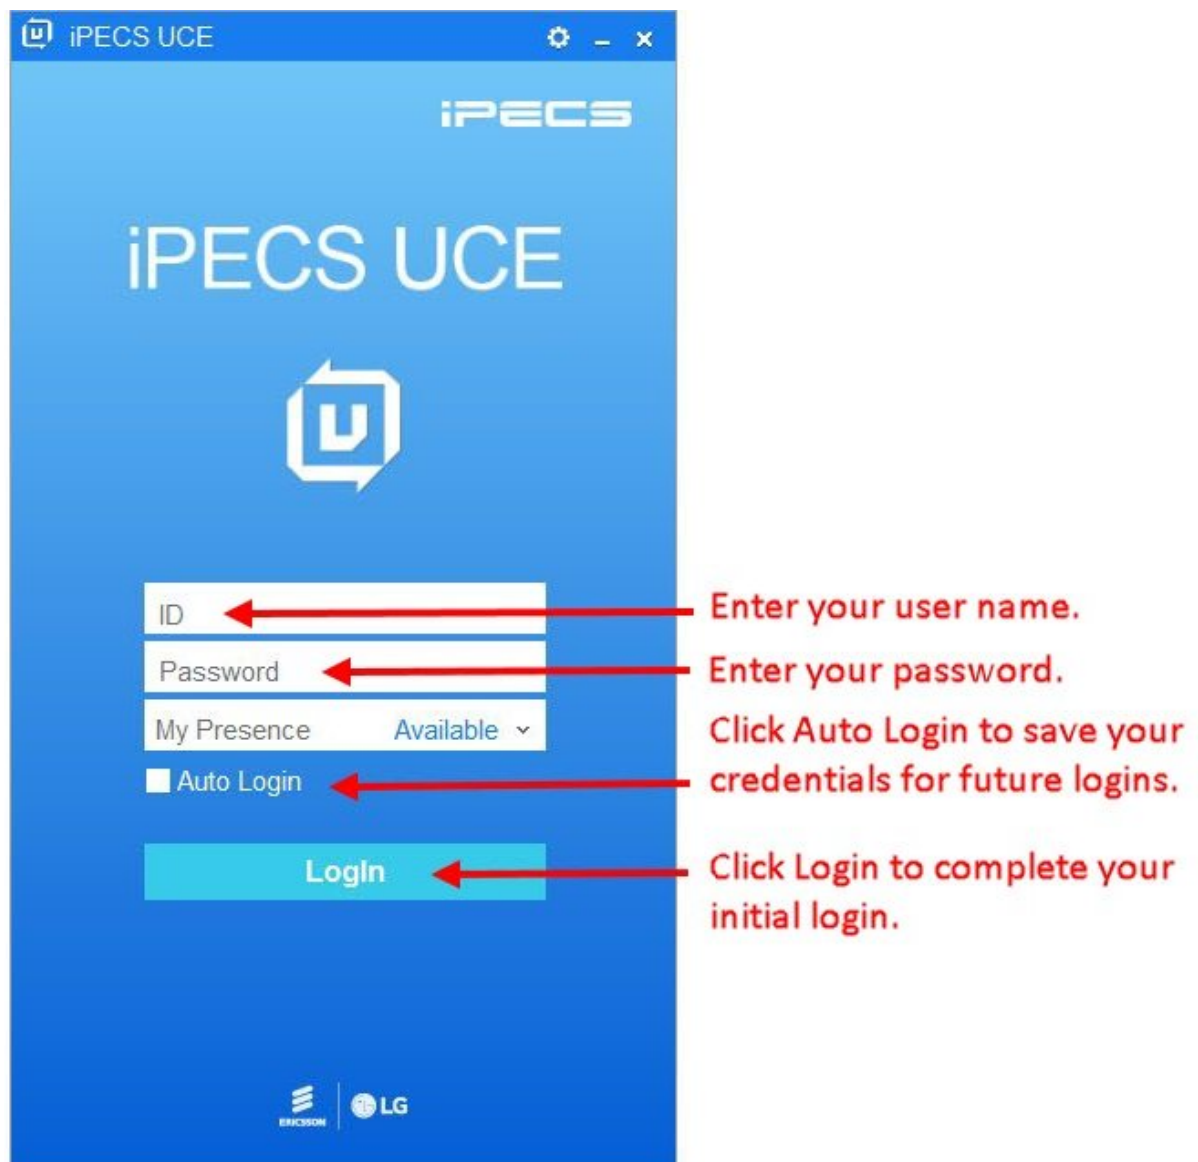 iPECS UCE
iPECS
iPECS UCE
U
ID
Enter your user name.
Password
Enter your password.
My Presence Available
Click Auto Login to save your
credentials for future logins.
Auto Login
LogIn
Click Login to complete your
initial login.
ERICSSON
LG